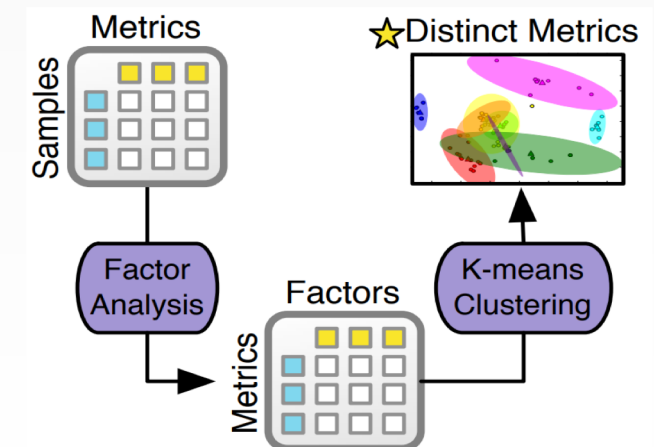 Metrics
Samples
Distinct Metrics
Factor
Analysis
Factors
Metrics
K-means
Clustering